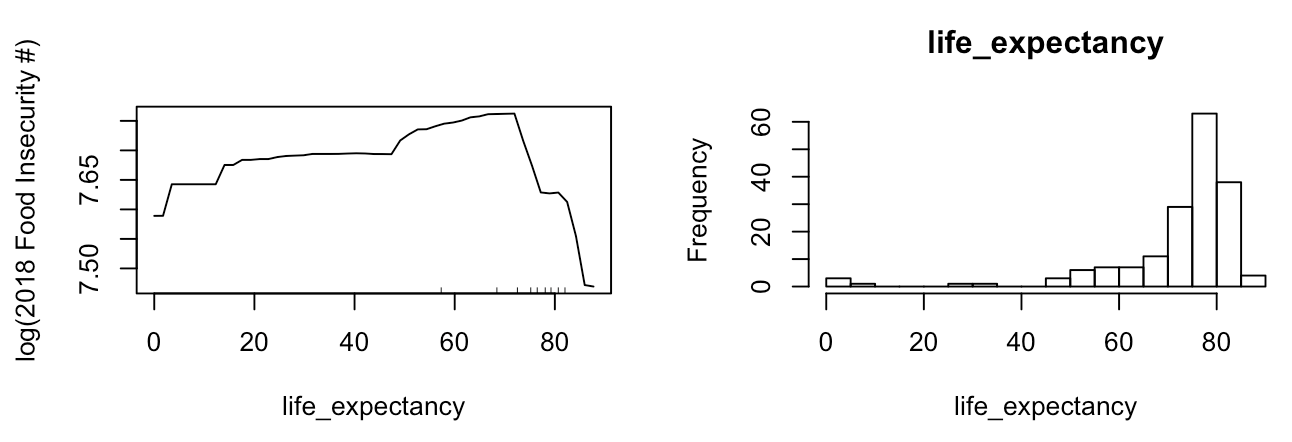 log(2018 Food Insecurity #)
7.65
7.50
0 20 40 60 80
life_expectancy
life_expectancy
Frequency
60
40
20
0
0 20 40 60 80
life_expectancy